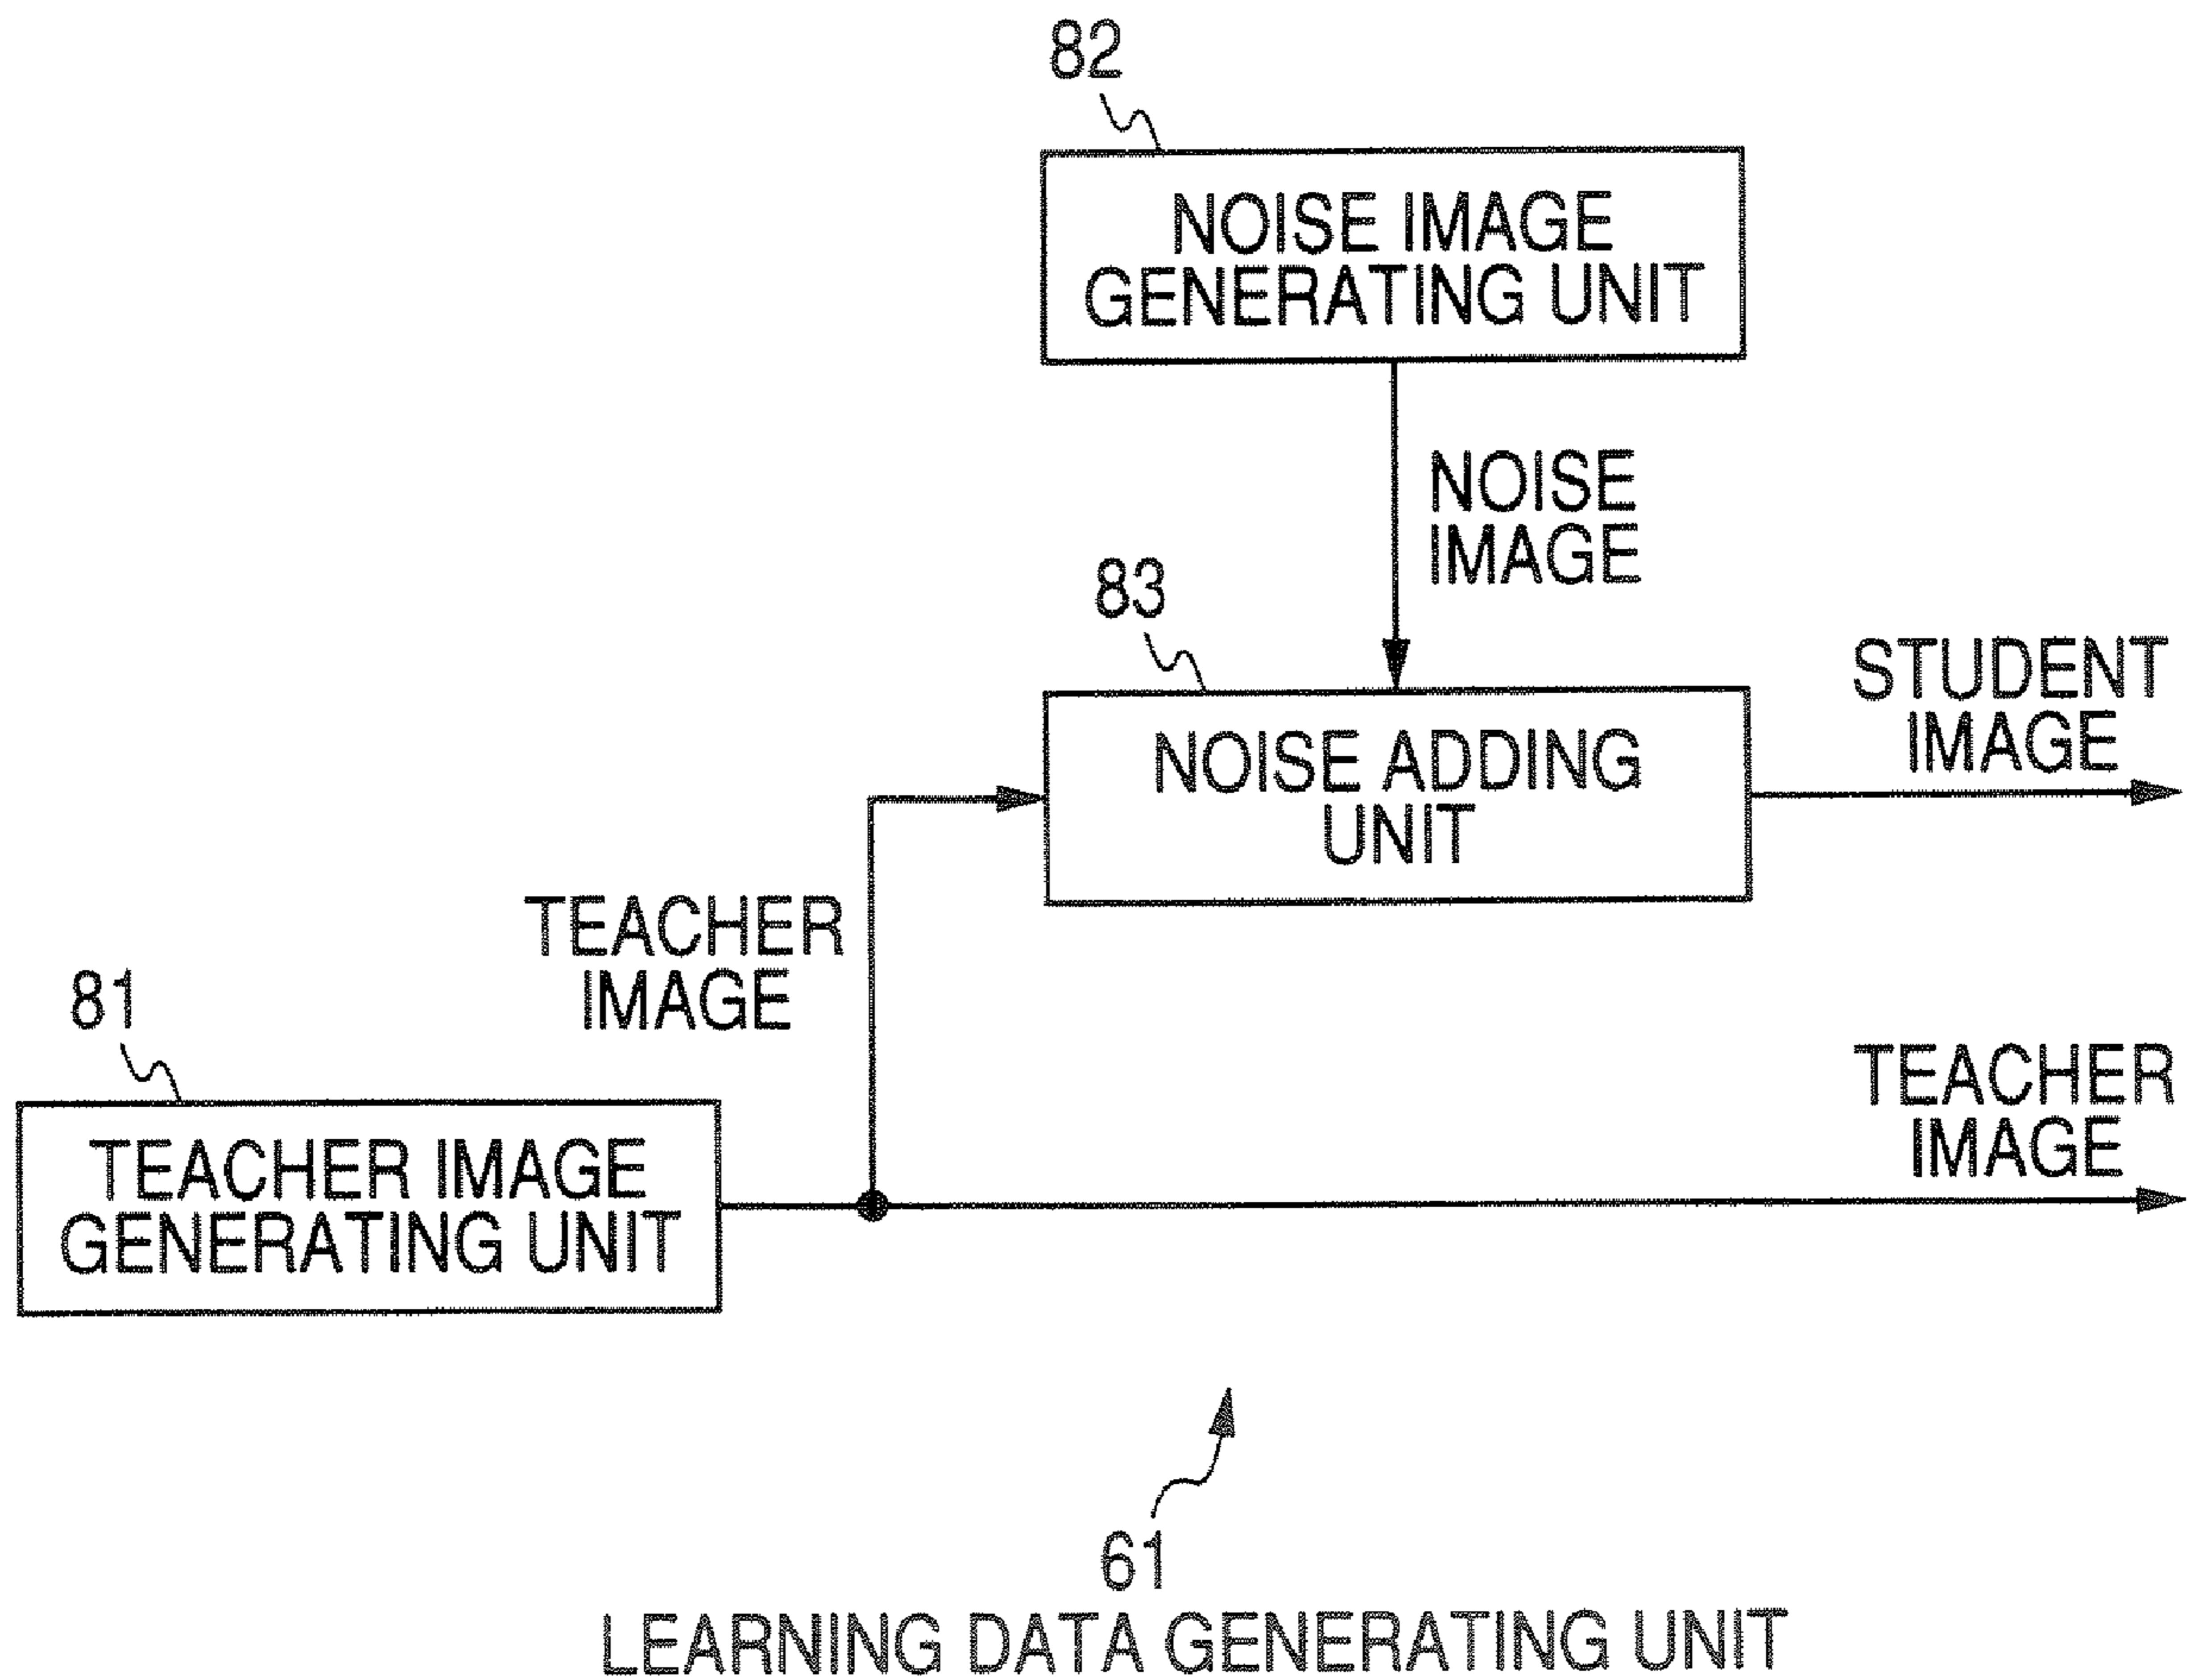 82
NOISE IMAGE
GENERATING UNIT
NOISE
IMAGE
83
NOISE ADDING
UNIT
STUDENT
IMAGE
TEACHER
IMAGE
81
TEACHER IMAGE
GENERATING UNIT
TEACHER
IMAGE
61
LEARNING DATA GENERATING UNIT